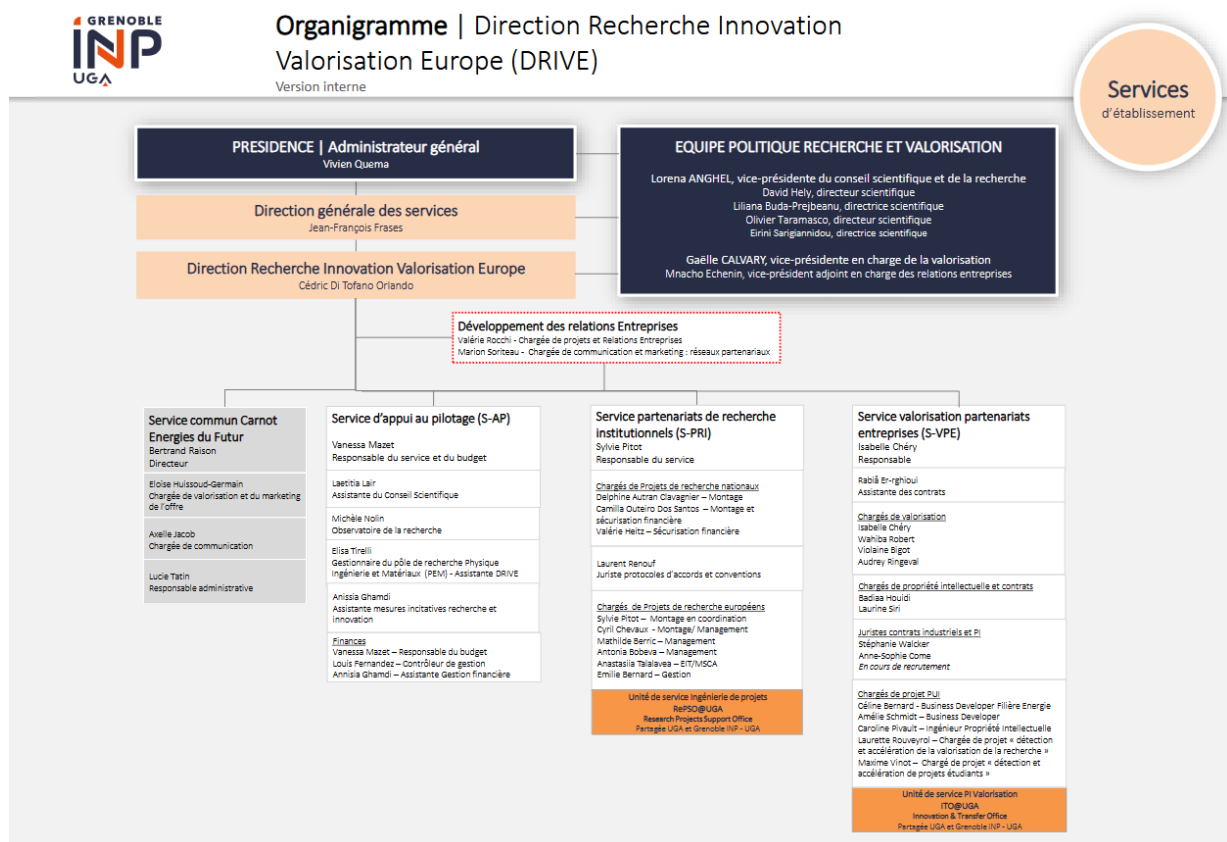 GRENOBLE
INP
UGA
Organigramme | Direction Recherche Innovation
Valorisation Europe (DRIVE)
Version interne
Services
d'établissement
PRESIDENCE | Administrateur général
Vivien Quema
EQUIPE POLITIQUE RECHERCHE ET VALORISATION
Lorena ANGHEL, vice-présidente du conseil scientifique et de la recherche
David Hely, directeur scientifique
Liliana Buda-Prejbeanu, directrice scientifique
Olivier Taramasco, directeur scientifique
Eirini Sarigiannidou, directrice scientifique
Gaëlle CALVARY, vice-présidente en charge de la valorisation
Mnacho Echenin, vice-président adjoint en charge des relations entreprises
Direction générale des services
Jean-François Frases
Direction Recherche Innovation Valorisation Europe
Cédric Di Tofano Orlando
Développement des relations Entreprises
Valérie Rocchi - Chargée de projets et Relations Entreprises
Marion Soriteau - Chargée de communication et marketing : réseaux partenariaux
Service commun Carnot
Energies du Futur
Bertrand Raison
Directeur
Eloïse Huissoud-Germain
Chargée de valorisation et du marketing
de l'offre
Axelle Jacob
Chargée de communication
Lucie Tatin
Responsable administrative
Service d'appui au pilotage (S-AP)
Vanessa Mazet
Responsable du service et du budget
Laetitia Lair
Assistante du Conseil Scientifique
Michèle Nolin
Observatoire de la recherche
Elisa Tirelli
Gestionnaire du pôle de recherche Physique
Ingénierie et Matériaux (PEM) - Assistante DRIVE
Anissia Ghamdi
Assistante mesures incitatives recherche et
innovation
Finances
Vanessa Mazet – Responsable du budget
Louis Fernandez – Contrôleur de gestion
Annisia Ghamdi – Assistante Gestion financière
Service partenariats de recherche
institutionnels (S-PRI)
Sylvie Pitot
Responsable du service
Chargés de Projets de recherche nationaux
Delphine Autran Clavagnier – Montage
Camilla Outeiro Dos Santos – Montage et
sécurisation financière
Valérie Heitz – Sécurisation financière
Laurent Renouf
Juriste protocoles d'accords et conventions
Chargés de Projets de recherche européens
Sylvie Pitot – Montage en coordination
Cyril Chevaux - Montage/ Management
Mathilde Berric – Management
Antonia Bobeva – Management
Anastasiia Talalavea – EIT/MSCA
Emilie Bernard – Gestion
Unité de service Ingénierie de projets
RePSO@UGA
Research Projects Support Office
Partagée UGA et Grenoble INP - UGA
Service valorisation partenariats
entreprises (S-VPE)
Isabelle Chéry
Responsable
Rabiâ Er-rghioui
Assistante des contrats
Chargés de valorisation
Isabelle Chéry
Wahiba Robert
Violaine Bigot
Audrey Ringeval
Chargés de propriété intellectuelle et contrats
Badiaa Houidi
Laurine Siri
Juristes contrats industriels et PI
Stéphanie Walcker
Anne-Sophie Come
En cours de recrutement
Chargés de projet PUI
Céline Bernard - Business Developer Filière Energie
Amélie Schmidt – Business Developer
Caroline Pivault – Ingénieur Propriété Intellectuelle
Laurette Rouveyrol – Chargée de projet « détection
et accélération de la valorisation de la recherche »
Maxime Vinot – Chargé de projet « détection et
accélération de projets étudiants »
Unité de service PI Valorisation
ITO@UGA
Innovation & Transfer Office
Partagée UGA et Grenoble INP - UGA